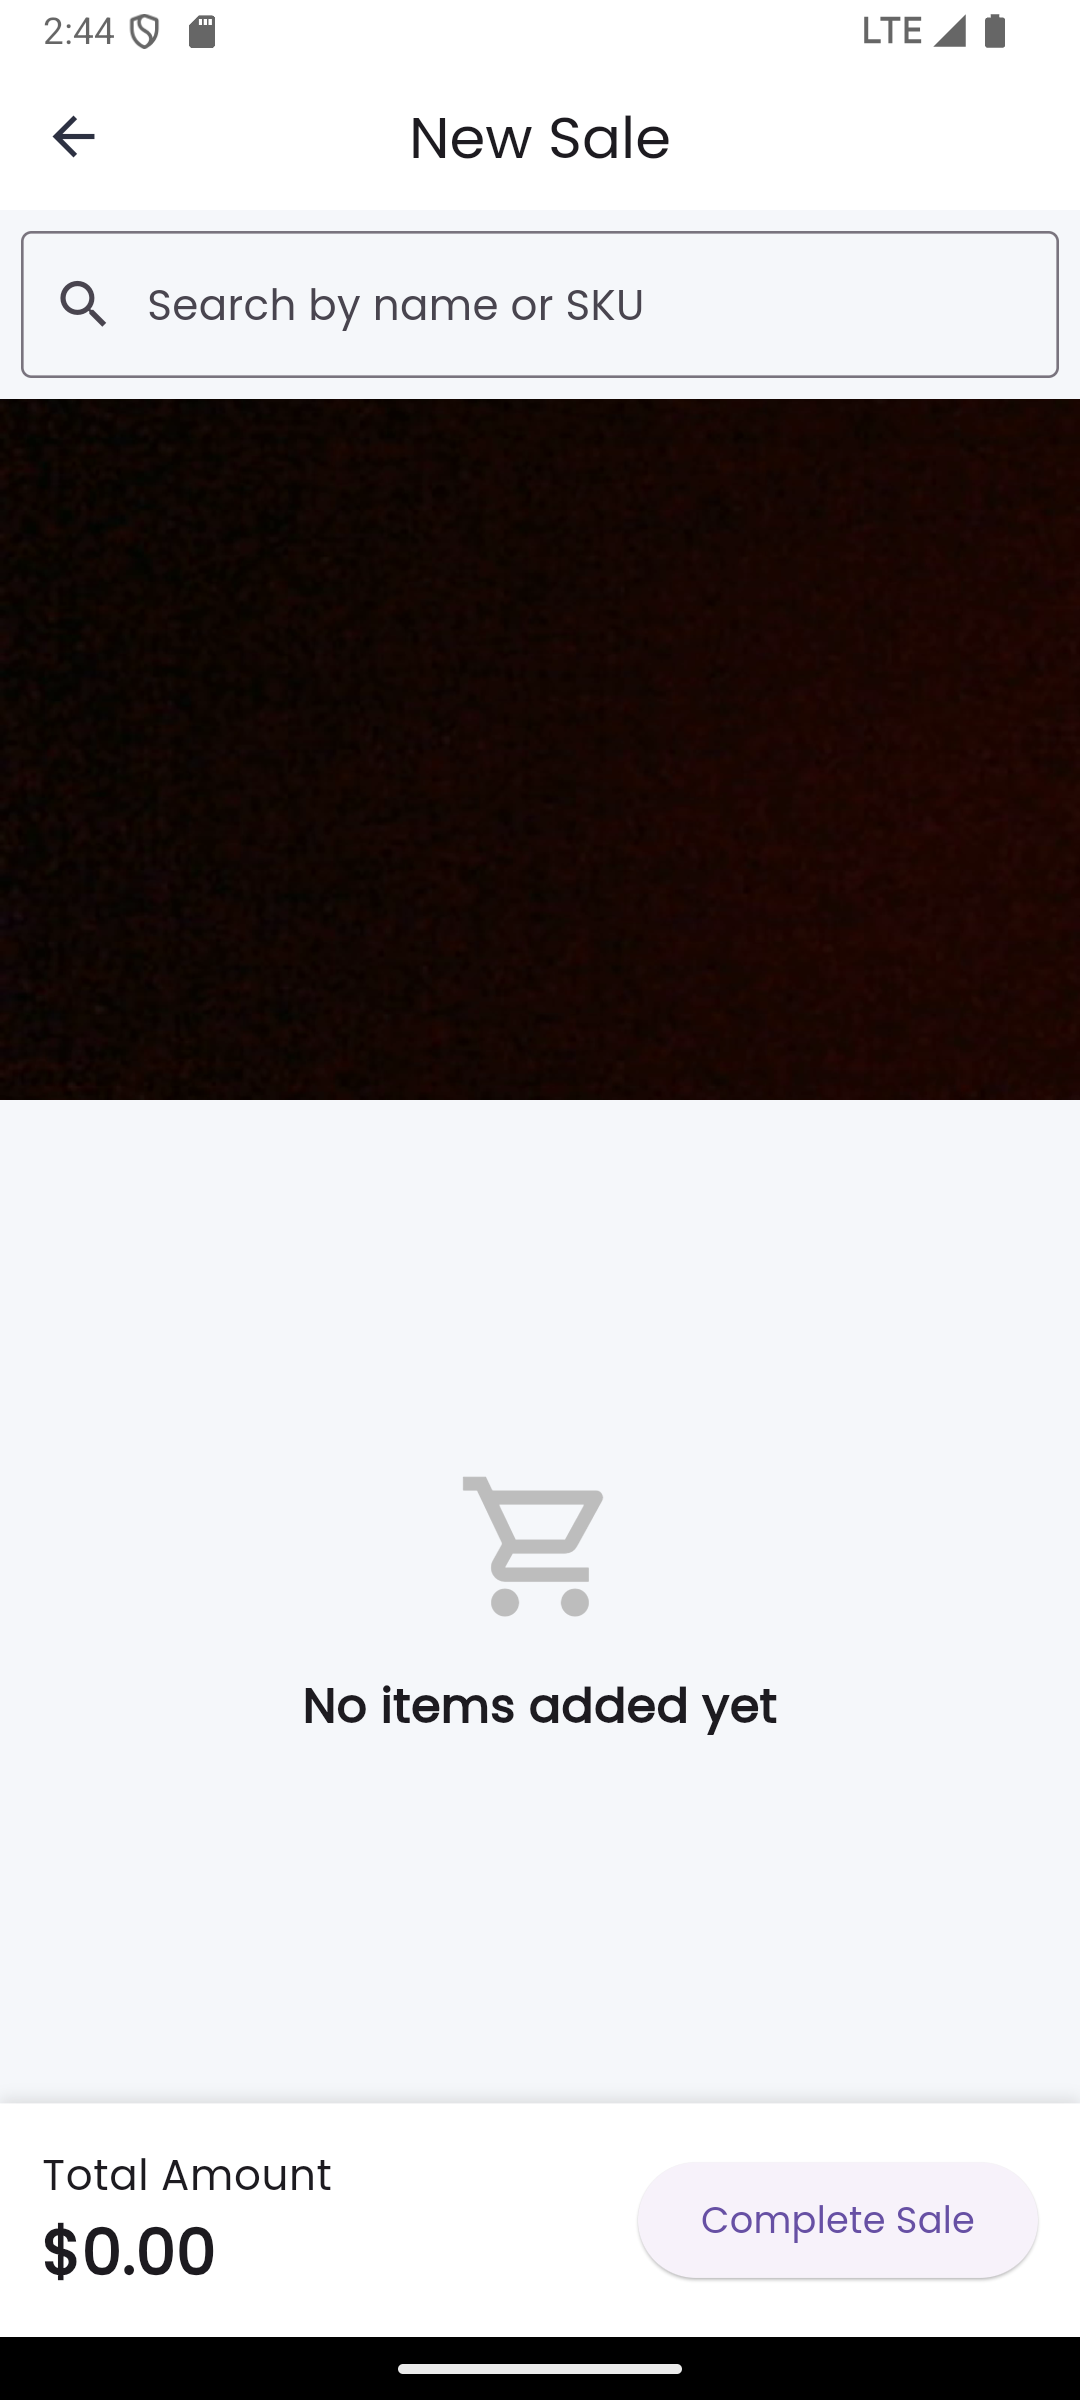 2:44
LTE
New Sale
Search by name or SKU
No items added yet
Total Amount
$0.00
Complete Sale